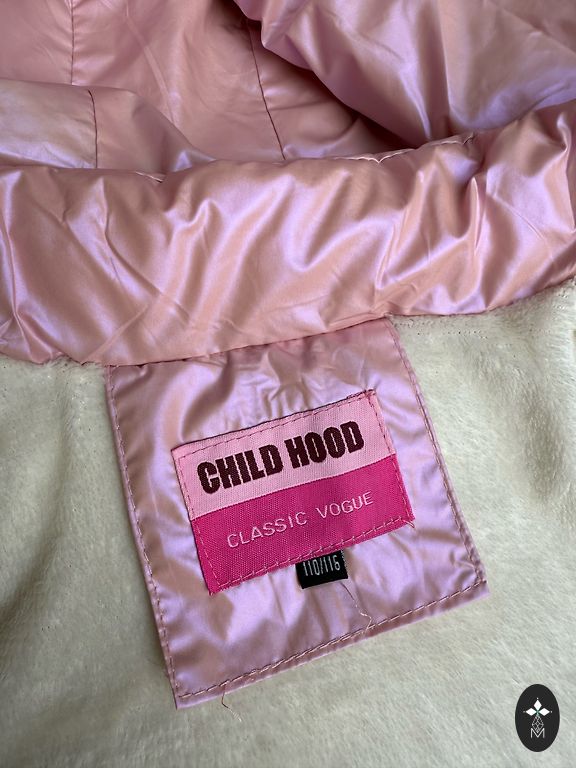 CHILD HOOD
CLASSIC VOGUE
110/116
M